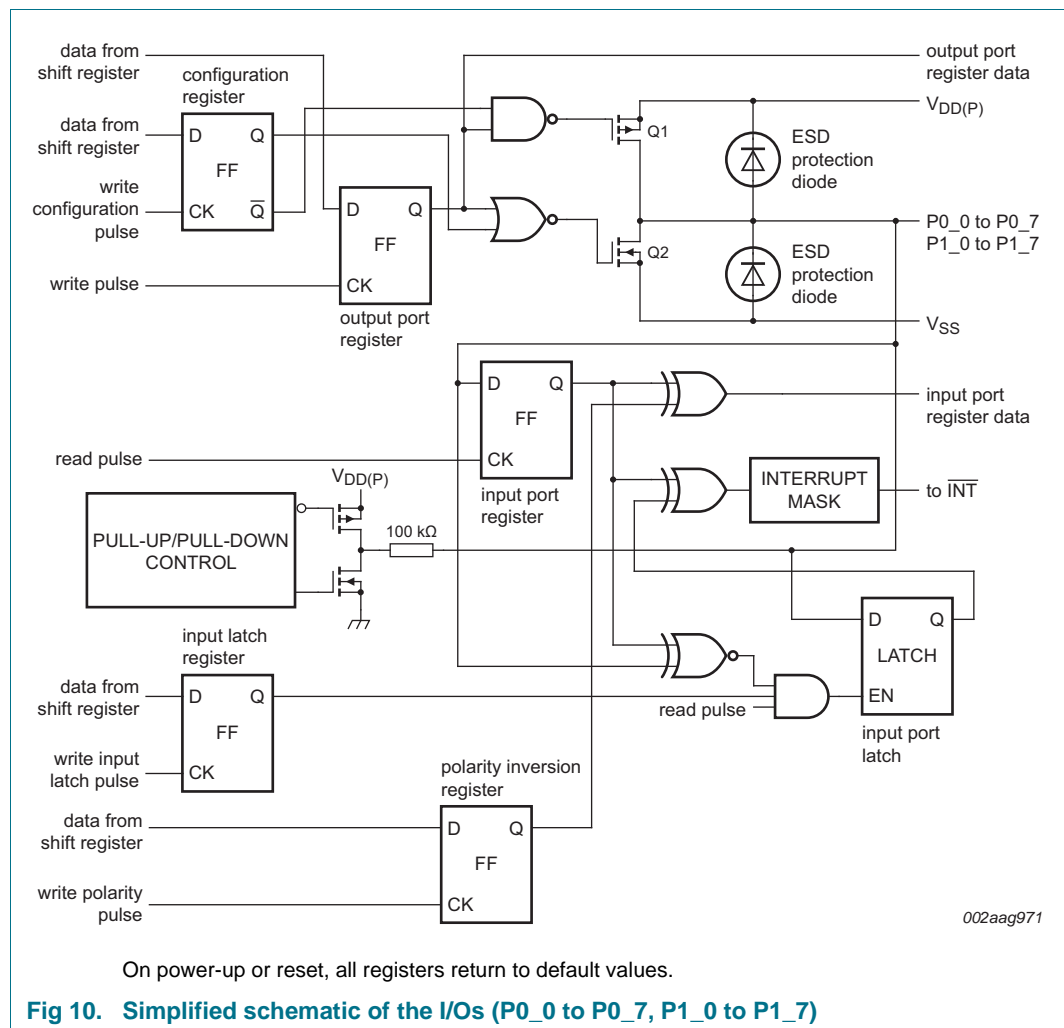 data from
shift register
configuration
register
output port
register data
data from
shift register
D
Q
FF
CK
Q̅
write
configuration
pulse
Q1
VDD(P)
ESD
protection
diode
D
Q
FF
CK
output port
register
write pulse
Q2
P0_0 to P0_7
P1_0 to P1_7
ESD
protection
diode
VSS
D
Q
FF
CK
input port
register
read pulse
input port
register data
INTERRUPT
MASK
to I̅N̅T̅
VDD(P)
PULL-UP/PULL-DOWN
CONTROL
100 kΩ
D
Q
LATCH
EN
input port
latch
read pulse
input latch
register
data from
shift register
D
Q
FF
CK
write input
latch pulse
polarity inversion
register
data from
shift register
D
Q
FF
CK
write polarity
pulse
002aag971
On power-up or reset, all registers return to default values.
Fig 10. Simplified schematic of the I/Os (P0_0 to P0_7, P1_0 to P1_7)